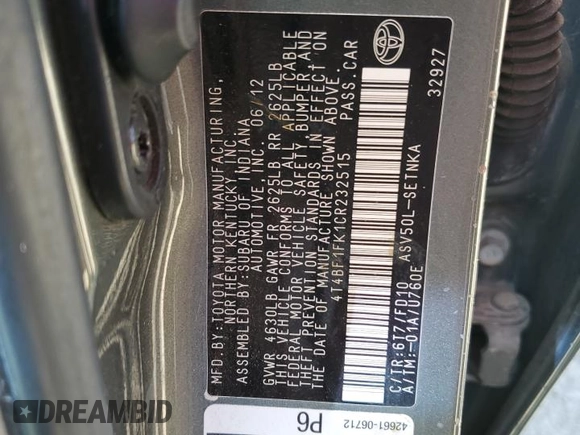 MFD.BY:TOYOTA MOTOR MANUFACTURING,
NORTHERN KENTUCKY, INC.
ASSEMBLED BY:SUBARU OF INDIANA
AUTOMOTIVE, INC. 06/12
GVWR 4630LB GAWR FR 2625LB RR 2625LB
THIS VEHICLE CONFORMS TO ALL APPLICABLE
FEDERAL MOTOR VEHICLE SAFETY, BUMPER AND
THEFT PREVENTION STANDARDS IN EFFECT ON
THE DATE OF MANUFACTURE SHOWN ABOVE.
4T4BF1FK1CR232515 PASS.CAR
C/TR:6T7/FD10 ASV50L-SETNKA
A/TM:-01A/U760E 32927
42661-06712
P6
DREAMBID